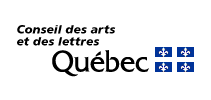 Conseil des arts
et des lettres
Québec